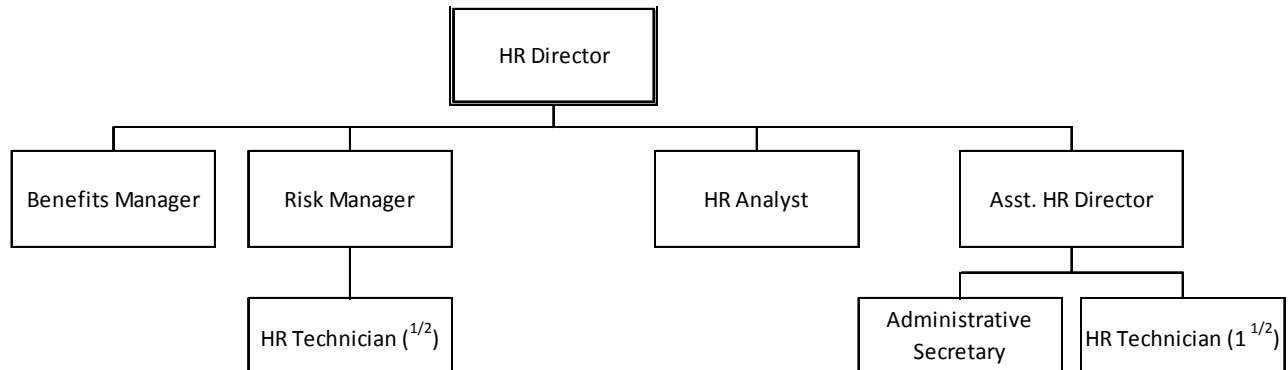 HR Director
Benefits Manager
Risk Manager
HR Analyst
Asst. HR Director
HR Technician (1/2)
Administrative
Secretary
HR Technician (1 1/2)